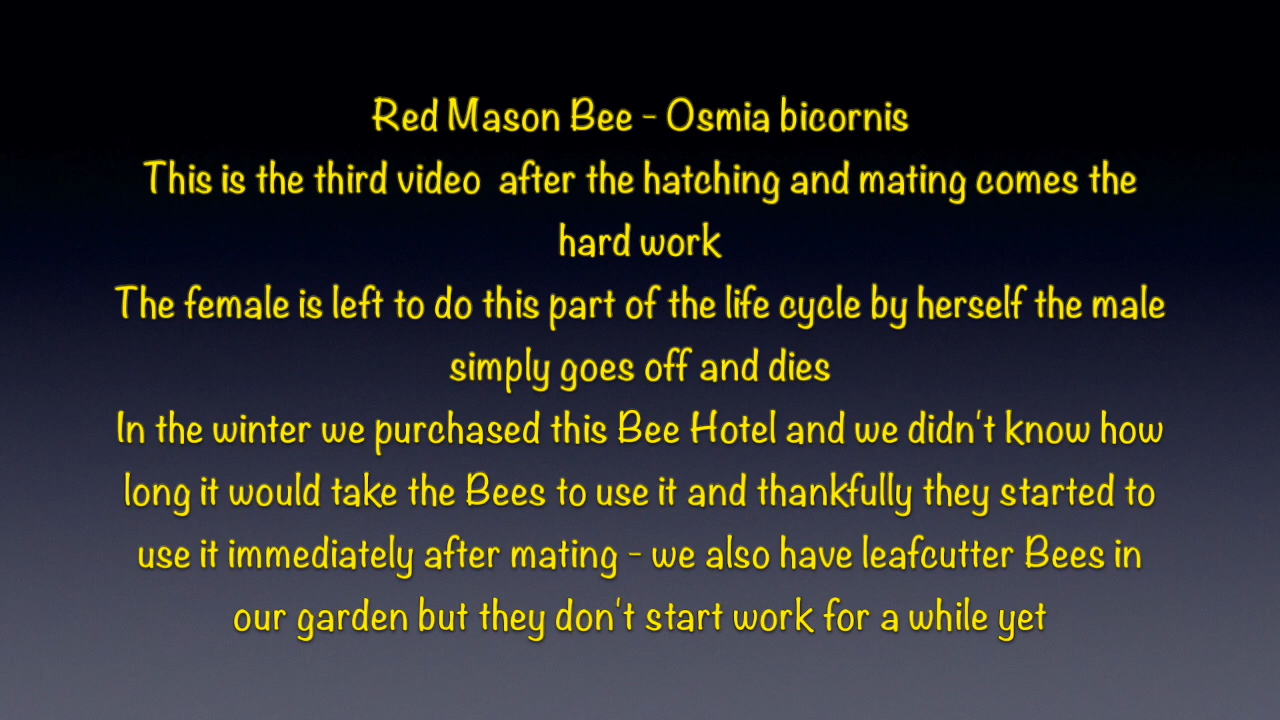 Red Mason Bee - Osmia bicornis
This is the third video  after the hatching and mating comes the
hard work
The female is left to do this part of the life cycle by herself the male
simply goes off and dies
In the winter we purchased this Bee Hotel and we didn't know how
long it would take the Bees to use it and thankfully they started to
use it immediately after mating - we also have leafcutter Bees in
our garden but they don't start work for a while yet